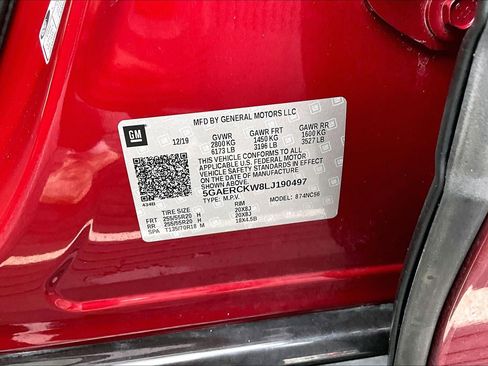 MFD BY GENERAL MOTORS LLC
GM
12/19
GVWR GAWR FRT GAWR RR
2800 KG 1450 KG 1600 KG
6173 LB 3196 LB 3527 LB
THIS VEHICLE CONFORMS TO ALL
APPLICABLE U.S. FEDERAL MOTOR
VEHICLE SAFETY STANDARDS IN EFFECT
ON THE DATE OF MANUFACTURE
SHOWN ABOVE.
5GAERCKW8LJ190497
TYPE: M.P.V. MODEL: 874NC56
434B
TIRE SIZE RIM
FRT 255/55R20 H 20X8J
RR 255/55R20 H 20X8J
SPA T135/70R18 M 18X4.5B